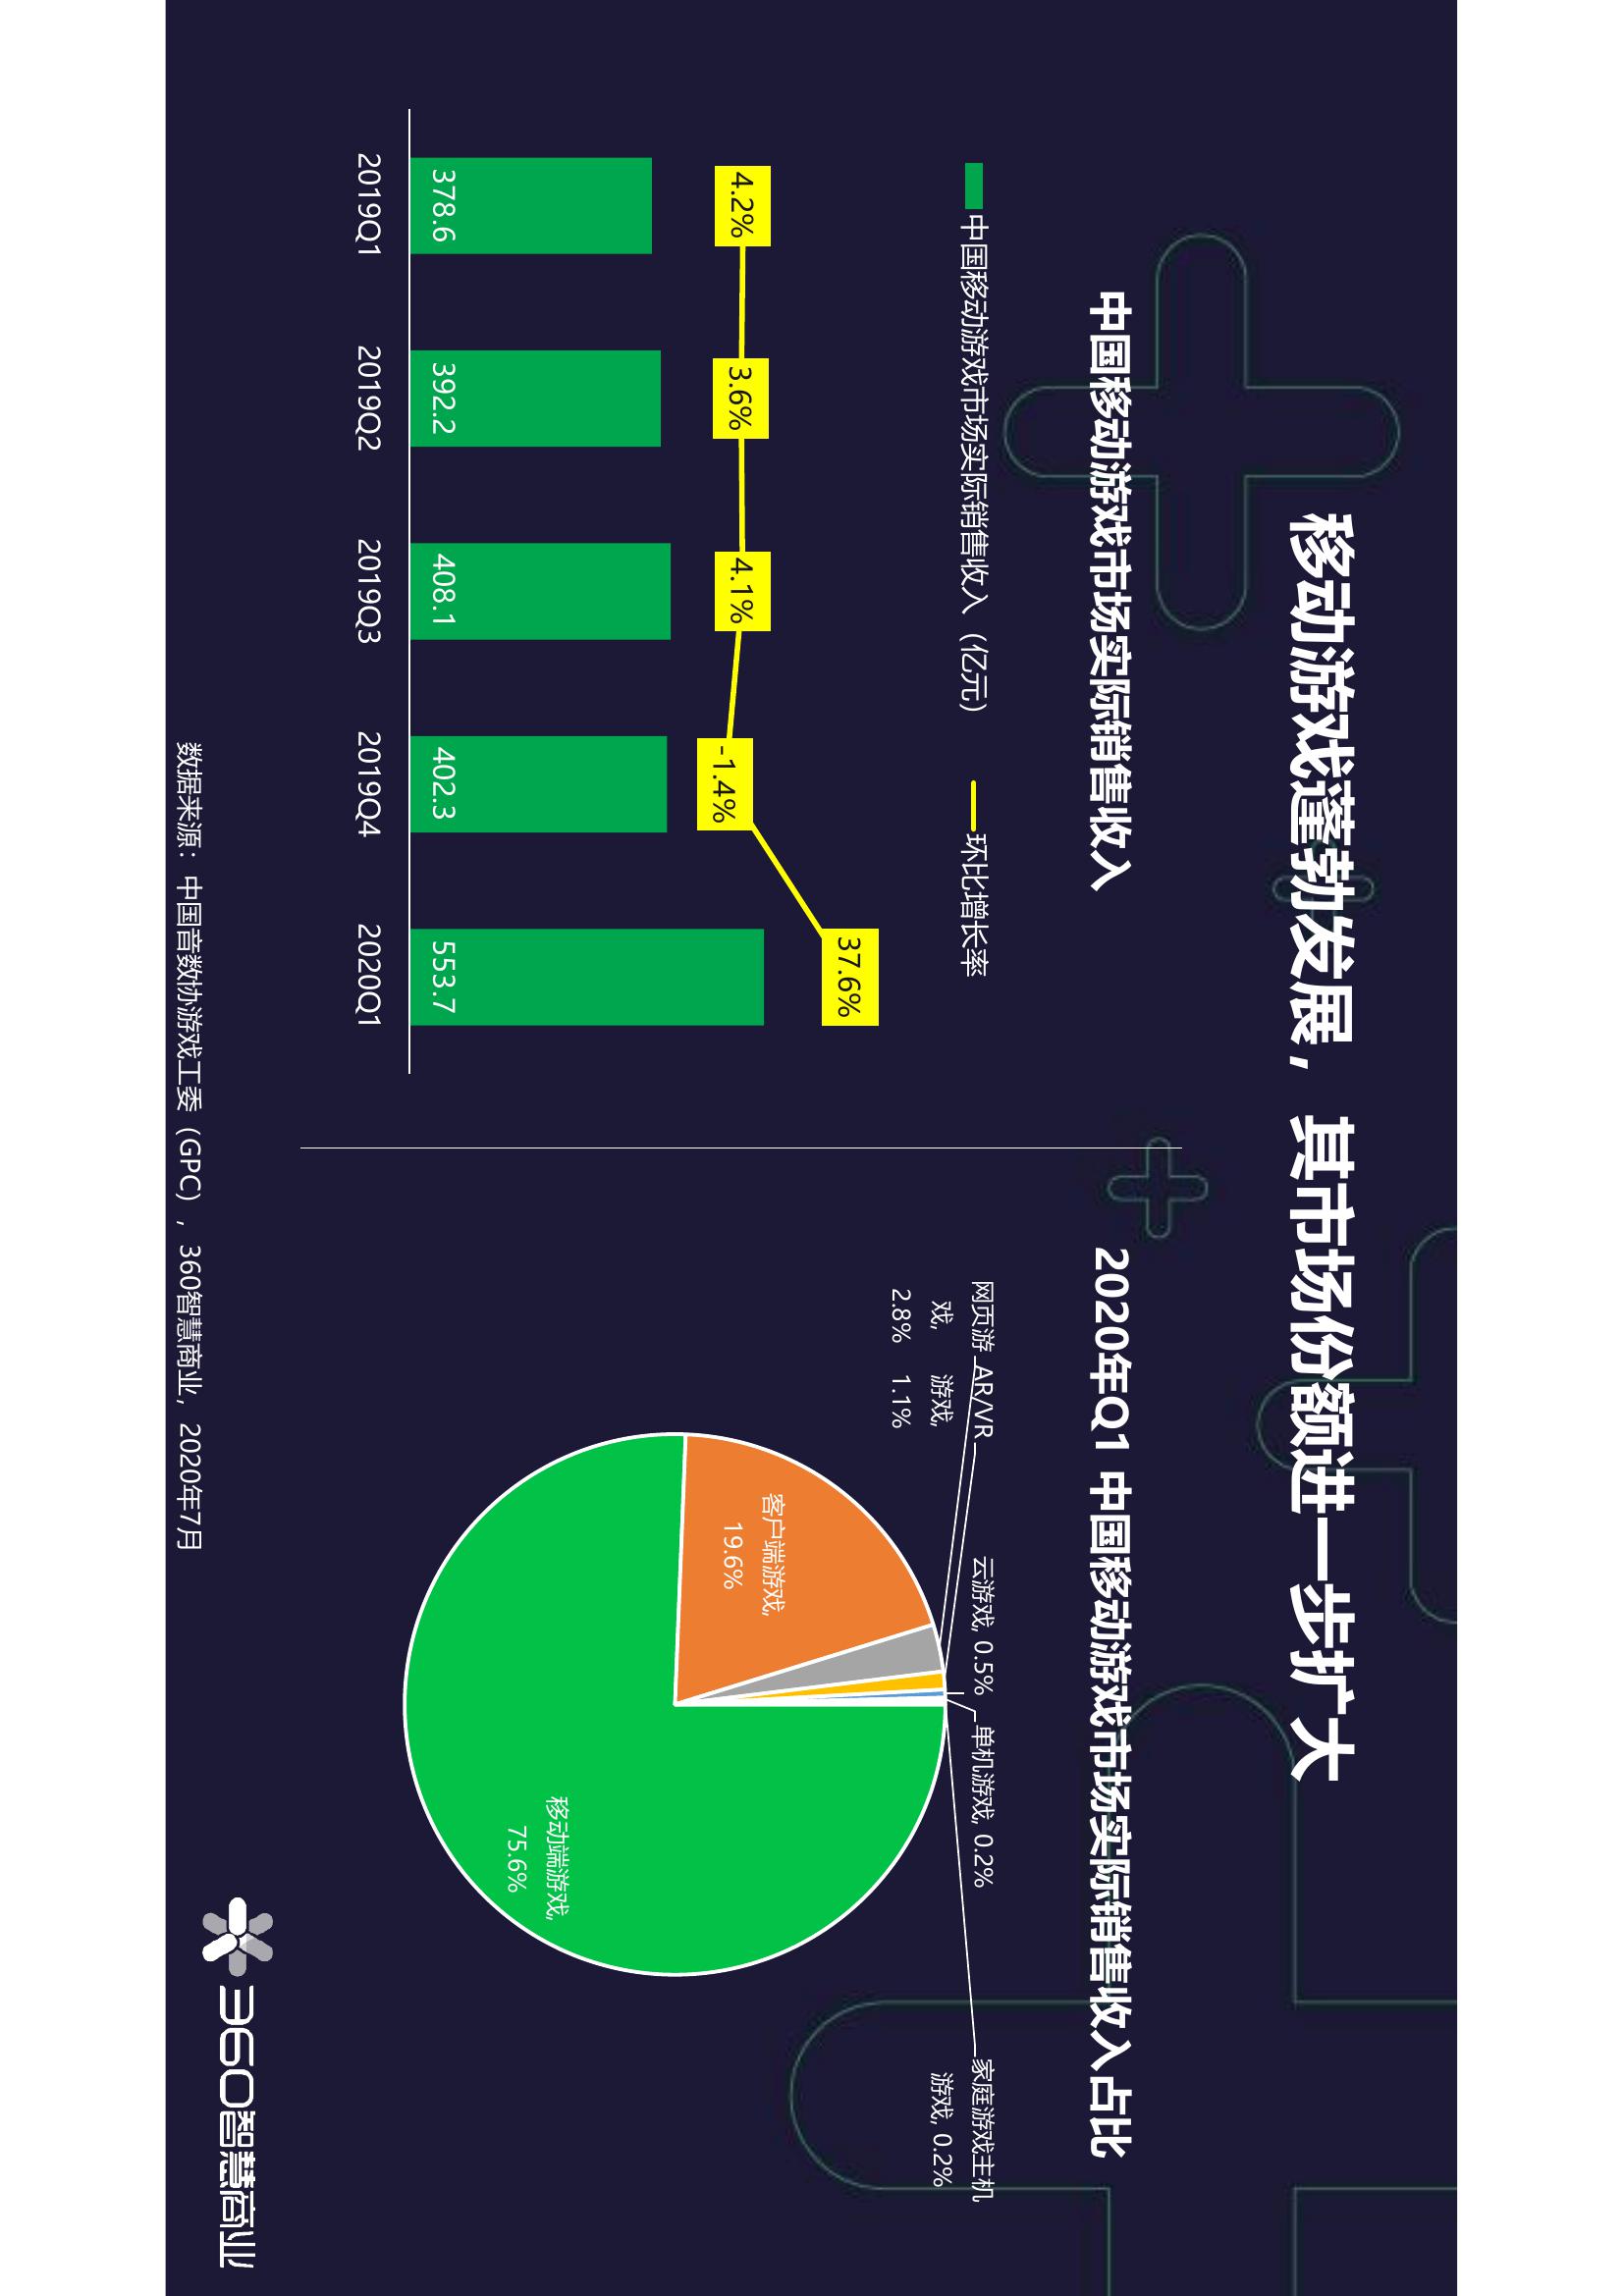 移动游戏蓬勃发展，其市场份额进一步扩大
中国移动游戏市场实际销售收入
中国移动游戏市场实际销售收入（亿元）
环比增长率
4.2%
3.6%
4.1%
-1.4%
37.6%
378.6
392.2
408.1
402.3
553.7
2019Q1
2019Q2
2019Q3
2019Q4
2020Q1
2020年Q1 中国移动游戏市场实际销售收入占比
网页游
戏,
2.8%
AR/VR
游戏,
1.1%
云游戏, 0.5%
单机游戏, 0.2%
家庭游戏主机
游戏, 0.2%
客户端游戏,
19.6%
移动端游戏,
75.6%
数据来源：中国音数协游戏工委（GPC）, 360智慧商业, 2020年7月
360智慧商业